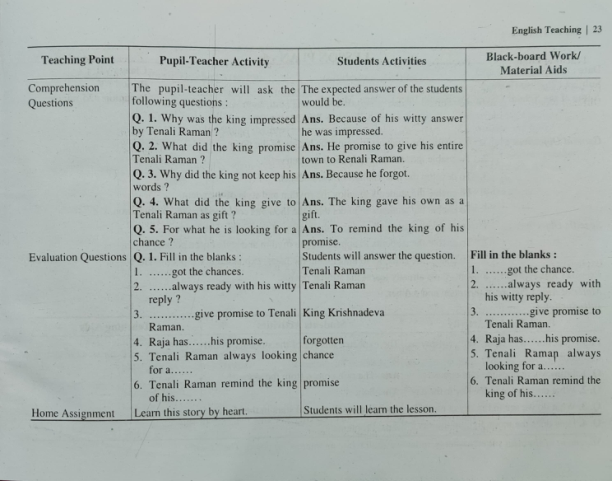 English Teaching | 23
Teaching Point Pupil-Teacher Activity Students Activities Black-board Work/
Material Aids
Comprehension The pupil-teacher will ask the The expected answer of the students
Questions following questions : would be.
Q. 1. Why was the king impressed Ans. Because of his witty answer
by Tenali Raman ? he was impressed.
Q. 2. What did the king promise Ans. He promise to give his entire
Tenali Raman ? town to Renali Raman.
Q. 3. Why did the king not keep his Ans. Because he forgot.
words ?
Q. 4. What did the king give to Ans. The king gave his own as a
Tenali Raman as gift ? gift.
Q. 5. For what he is looking for a Ans. To remind the king of his
chance ? promise.
Evaluation Questions Q. 1. Fill in the blanks : Students will answer the question. Fill in the blanks :
1. ......got the chances. Tenali Raman 1. ......got the chance.
2. ......always ready with his witty Tenali Raman 2. ......always ready with
reply ? his witty reply.
3. ............give promise to Tenali King Krishnadeva 3. ............give promise to
Raman. Tenali Raman.
4. Raja has......his promise. forgotten 4. Raja has......his promise.
5. Tenali Raman always looking chance 5. Tenali Raman always
for a...... looking for a......
6. Tenali Raman remind the king promise 6. Tenali Raman remind the
of his....... king of his......
Home Assignment Learn this story by heart. Students will learn the lesson.